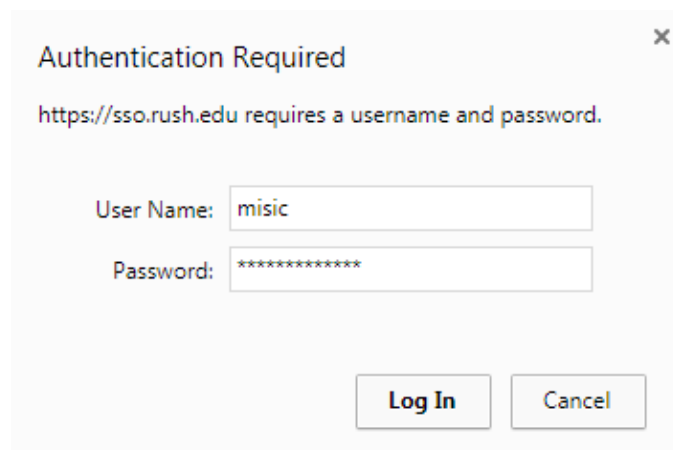 Authentication Required
https://sso.rush.edu requires a username and password.
User Name: misic
Password: *************
Log In Cancel